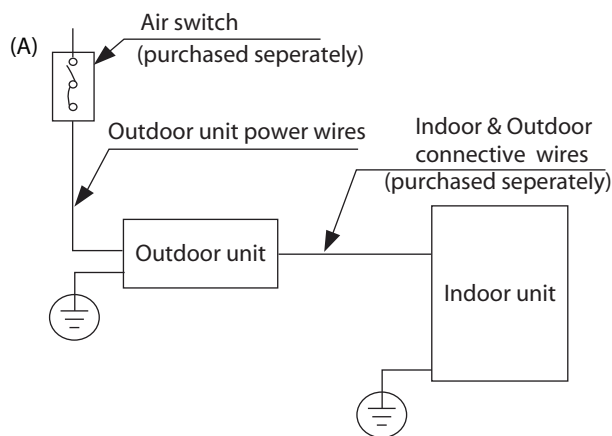 (A)
Air switch
(purchased seperately)
Outdoor unit power wires
Indoor & Outdoor
connective wires
(purchased seperately)
Outdoor unit
Indoor unit